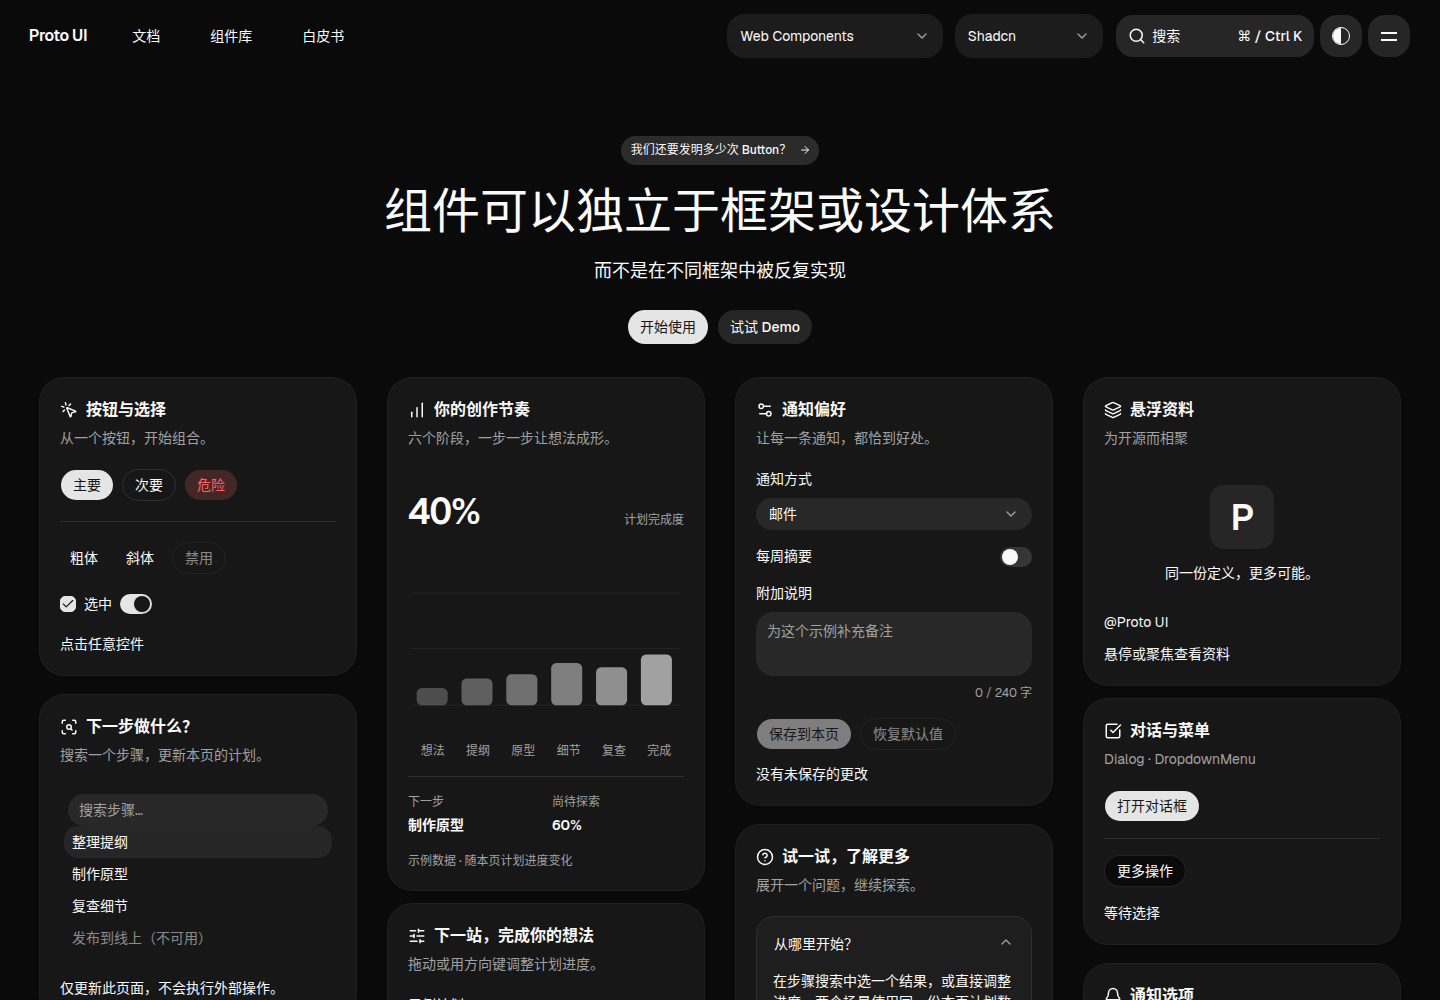 Proto UI
文档
组件库
白皮书
Web Components
Shadcn
搜索
⌘ / Ctrl K
我们还要发明多少次 Button？ →
组件可以独立于框架或设计体系
而不是在不同框架中被反复实现
开始使用
试试 Demo
按钮与选择
从一个按钮，开始组合。
主要
次要
危险
粗体
斜体
禁用
选中
点击任意控件
下一步做什么？
搜索一个步骤，更新本页的计划。
搜索步骤...
整理提纲
制作原型
复查细节
发布到线上（不可用）
仅更新此页面，不会执行外部操作。
你的创作节奏
六个阶段，一步一步让想法成形。
40%
计划完成度
想法
提纲
原型
细节
复查
完成
下一步
尚待探索
制作原型
60%
示例数据 · 随本页计划进度变化
下一站，完成你的想法
拖动或用方向键调整计划进度。
通知偏好
让每一条通知，都恰到好处。
通知方式
邮件
每周摘要
附加说明
为这个示例补充备注
0 / 240 字
保存到本页
恢复默认值
没有未保存的更改
试一试，了解更多
展开一个问题，继续探索。
从哪里开始？
在步骤搜索中选一个结果，或直接调整
悬浮资料
为开源而相聚
P
同一份定义，更多可能。
@Proto UI
悬停或聚焦查看资料
对话与菜单
Dialog · DropdownMenu
打开对话框
更多操作
等待选择
通知选项